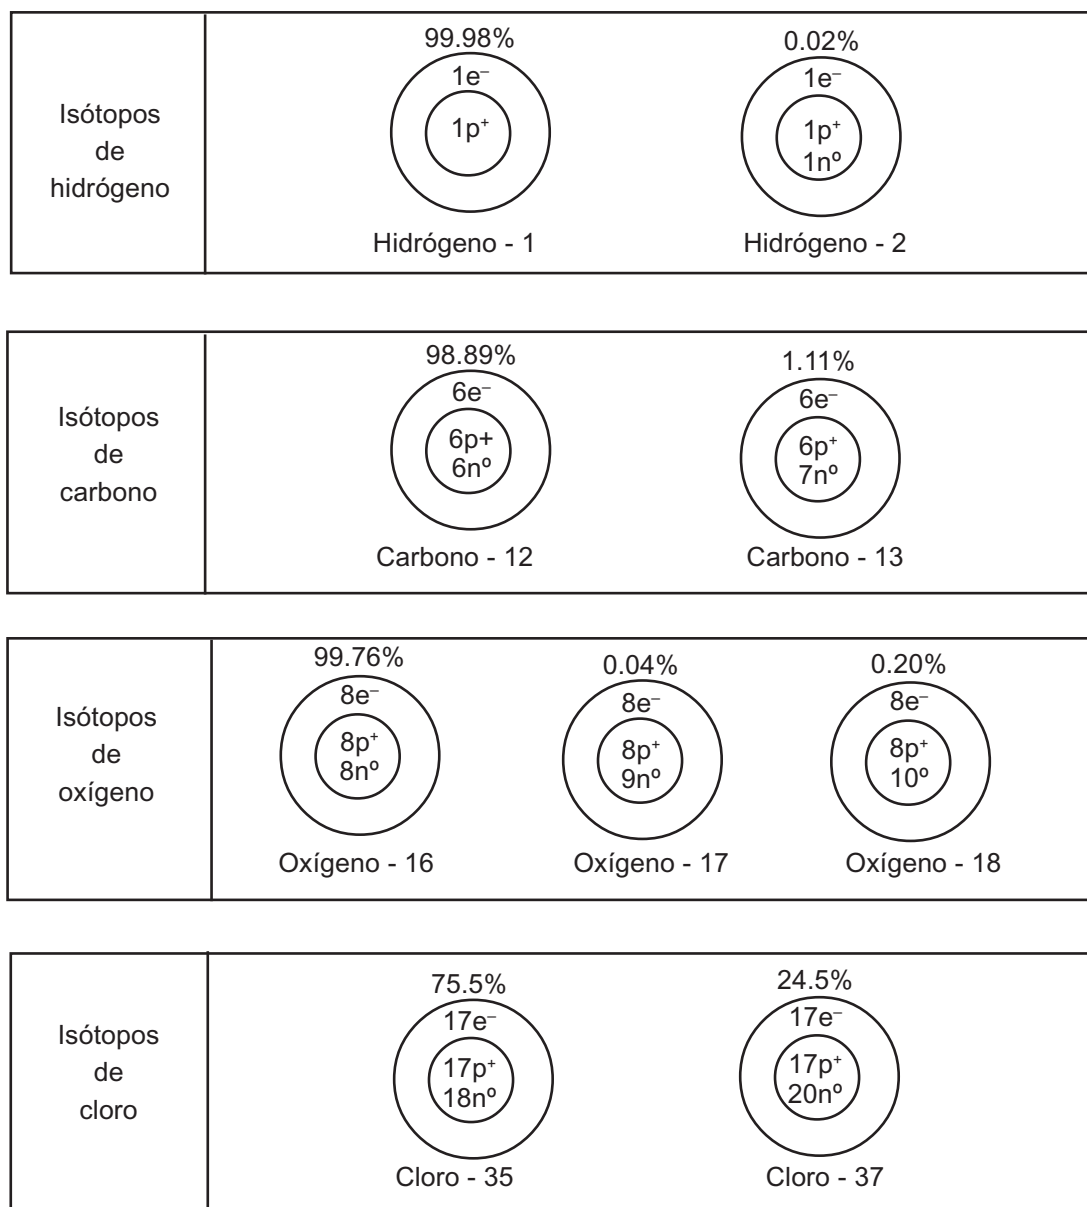 Isótopos
de
hidrógeno
99.98%
1e–
1p+
Hidrógeno - 1
0.02%
1e–
1p+
1nº
Hidrógeno - 2
Isótopos
de
carbono
98.89%
6e–
6p+
6nº
Carbono - 12
1.11%
6e–
6p+
7nº
Carbono - 13
Isótopos
de
oxígeno
99.76%
8e–
8p+
8nº
Oxígeno - 16
0.04%
8e–
8p+
9nº
Oxígeno - 17
0.20%
8e–
8p+
10º
Oxígeno - 18
Isótopos
de
cloro
75.5%
17e–
17p+
18nº
Cloro - 35
24.5%
17e–
17p+
20nº
Cloro - 37